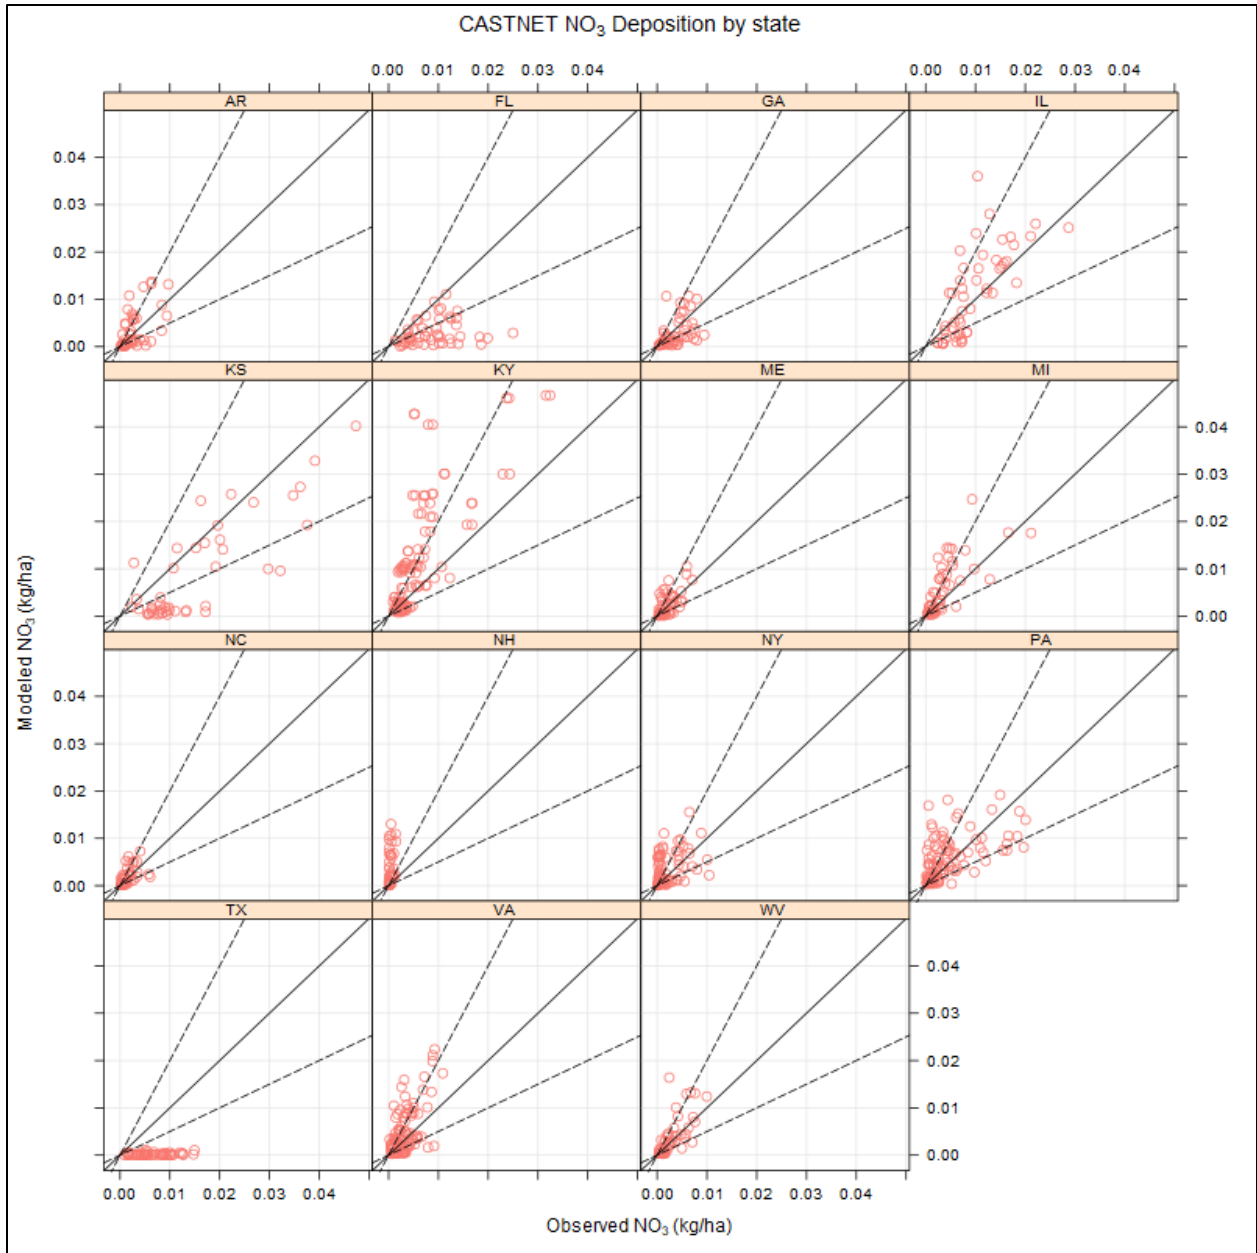 CASTNET NO3 Deposition by state
0.00 0.01 0.02 0.03 0.04 0.00 0.01 0.02 0.03 0.04
AR FL GA IL
0.04
0.03
0.02
0.01
0.00
KS KY ME MI
0.04
0.03
0.02
0.01
0.00
NC NH NY PA
0.04
0.03
0.02
0.01
0.00
TX VA WV
0.04
0.03
0.02
0.01
0.00
0.00 0.01 0.02 0.03 0.04 0.00 0.01 0.02 0.03 0.04
Observed NO3 (kg/ha)
Modeled NO3 (kg/ha)